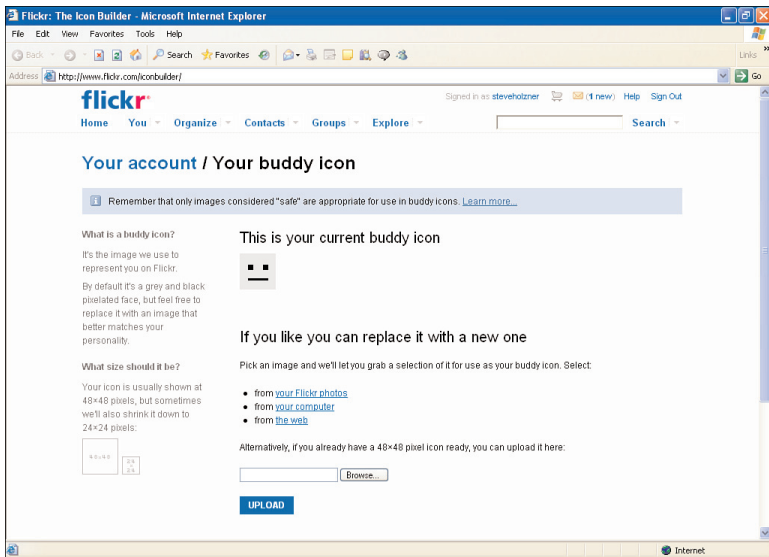 Flickr: The Icon Builder - Microsoft Internet Explorer
File Edit View Favorites Tools Help
Back Search Favorites Links
Address http://www.flickr.com/iconbuilder/ Go
flickr
Signed in as steveholzner (1 new) Help Sign Out
Home You Organize Contacts Groups Explore Search
Your account / Your buddy icon
Remember that only images considered "safe" are appropriate for use in buddy icons. Learn more...
What is a buddy icon?
It's the image we use to
represent you on Flickr.
By default it's a grey and black
pixelated face, but feel free to
replace it with an image that
better matches your
personality.
What size should it be?
Your icon is usually shown at
48×48 pixels, but sometimes
we'll also shrink it down to
24×24 pixels:
48×48
24
x
24
This is your current buddy icon
If you like you can replace it with a new one
Pick an image and we'll let you grab a selection of it for use as your buddy icon. Select:
from your Flickr photos
from your computer
from the web
Alternatively, if you already have a 48×48 pixel icon ready, you can upload it here:
Browse...
UPLOAD
Internet